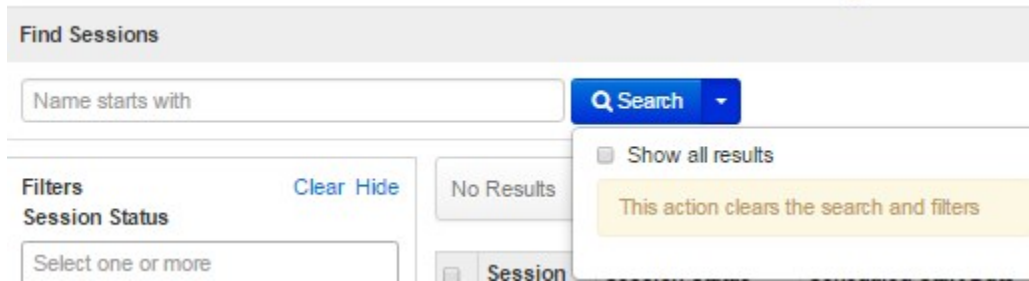 Find Sessions
Name starts with
Search
Show all results
This action clears the search and filters
Filters Clear Hide
Session Status
Select one or more
No Results
Session